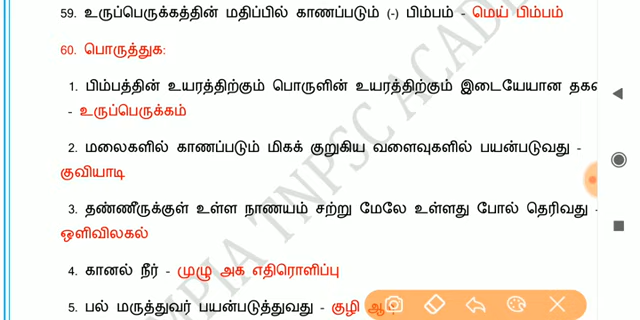 59. உருப்பெருக்கத்தின் மதிப்பில் காணப்படும் (-) பிம்பம் - மெய் பிம்பம்
60. பொருத்துக:
1. பிம்பத்தின் உயரத்திற்கும் பொருளின் உயரத்திற்கும் இடையேயான
- உருப்பெருக்கம்
2. மலைகளில் காணப்படும் மிகக் குறுகிய வளைவுகளில் பயன்படுவது -
குவியாடி
3. தண்ணீருக்குள் உள்ள நாணயம் சற்று மேலே உள்ளது போல் தெரிவது -
ஒளிவிலகல்
4. கானல் நீர் - முழு அக எதிரொளிப்பு
5. பல் மருத்துவர் பயன்படுத்துவது - குழி
TNPSC ACADEMY